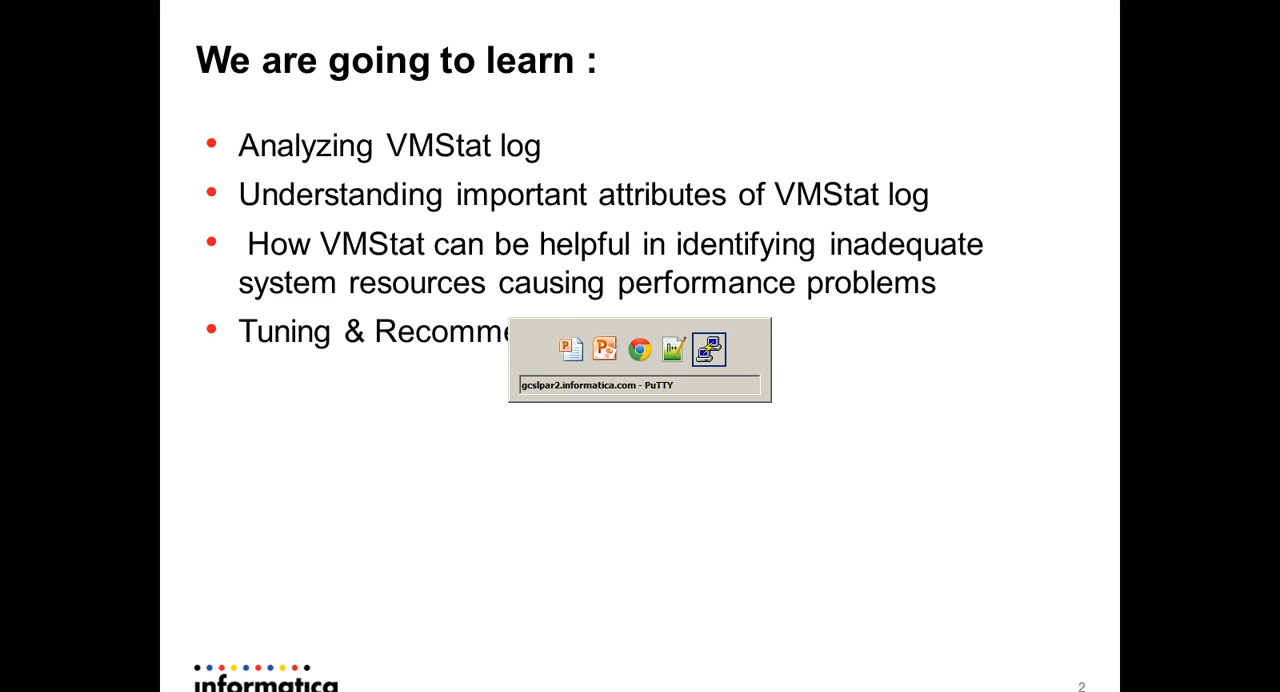 We are going to learn :
• Analyzing VMStat log
• Understanding important attributes of VMStat log
• How VMStat can be helpful in identifying inadequate
system resources causing performance problems
• Tuning & Recomme
gcslpar2.informatica.com - PuTTY
informatica
2